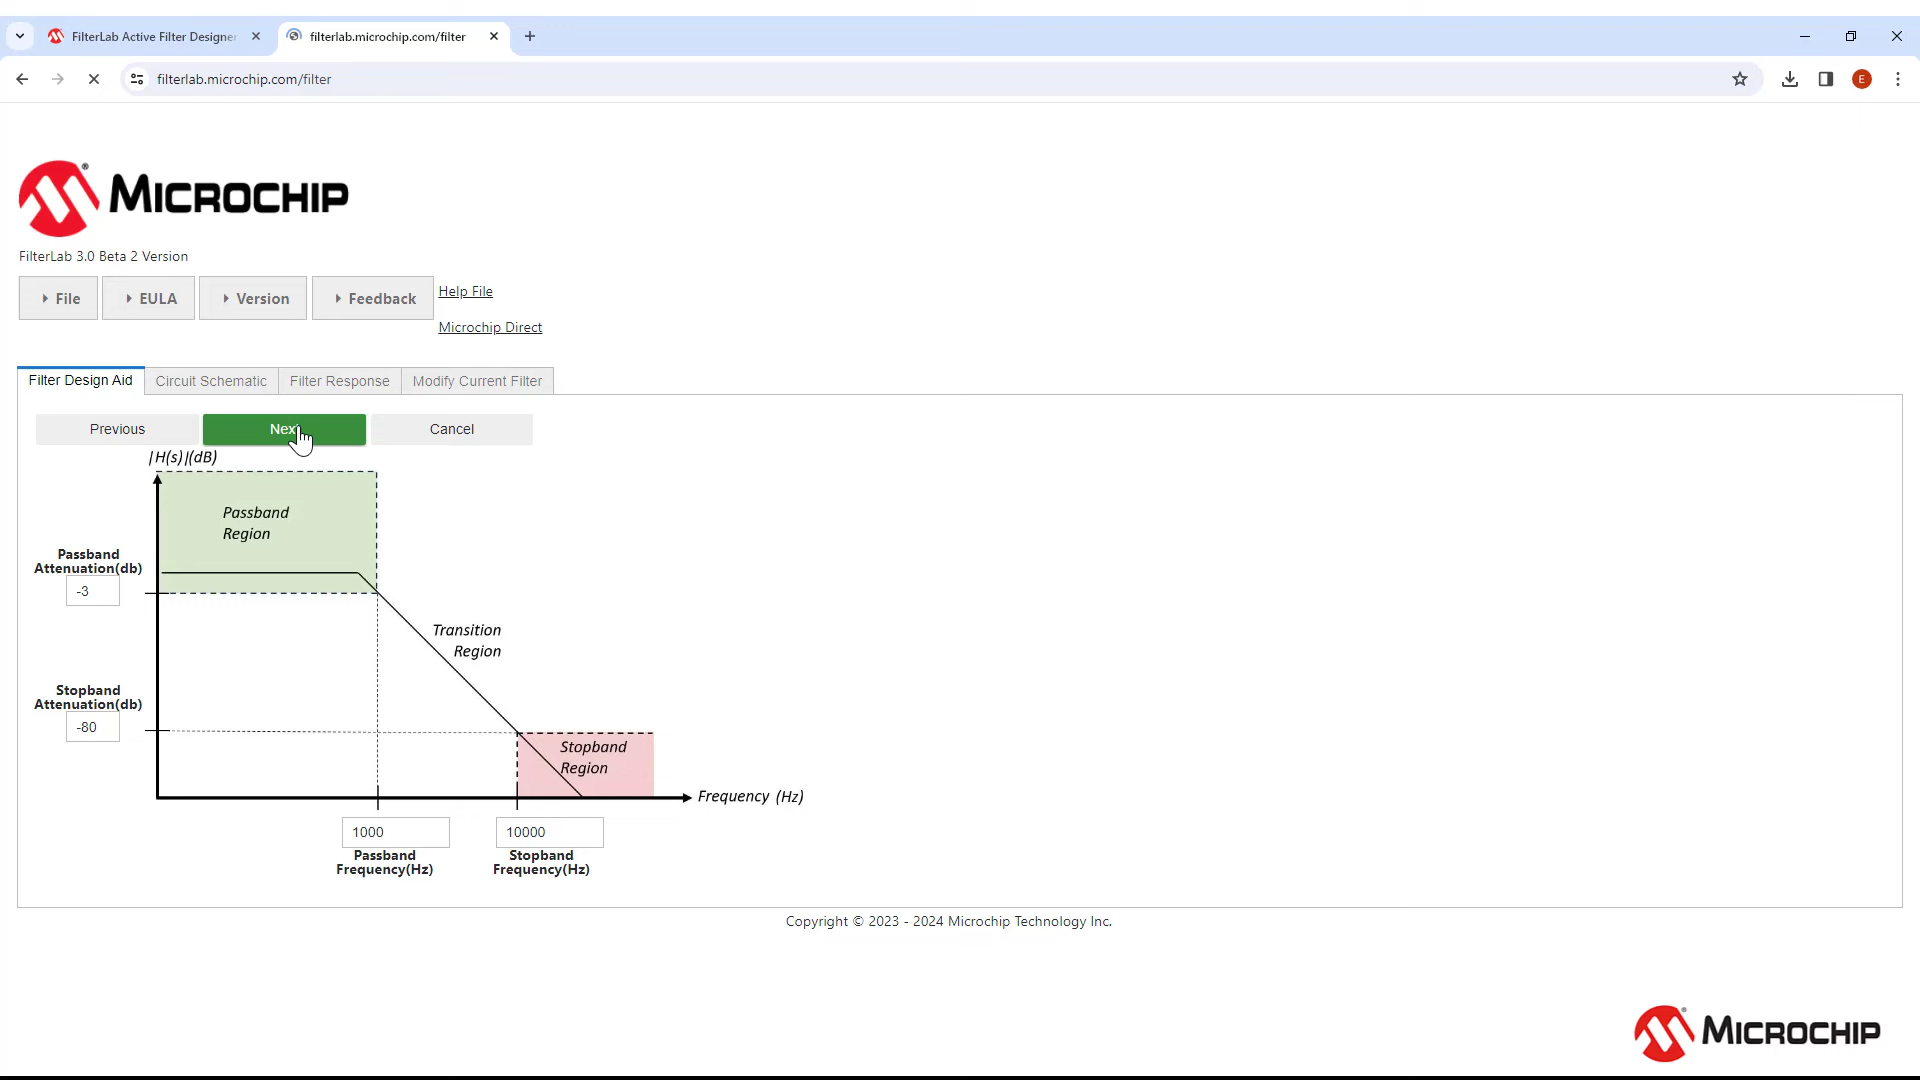 FilterLab Active Filter Designer
filterlab.microchip.com/filter
filterlab.microchip.com/filter
E
MICROCHIP
FilterLab 3.0 Beta 2 Version
File
EULA
Version
Feedback
Help File
Microchip Direct
Filter Design Aid
Circuit Schematic
Filter Response
Modify Current Filter
Previous
Next
Cancel
|H(s)|(dB)
Passband
Region
Passband
Attenuation(db)
-3
Transition
Region
Stopband
Attenuation(db)
-80
Stopband
Region
Frequency (Hz)
1000
10000
Passband
Frequency(Hz)
Stopband
Frequency(Hz)
Copyright © 2023 - 2024 Microchip Technology Inc.
MICROCHIP